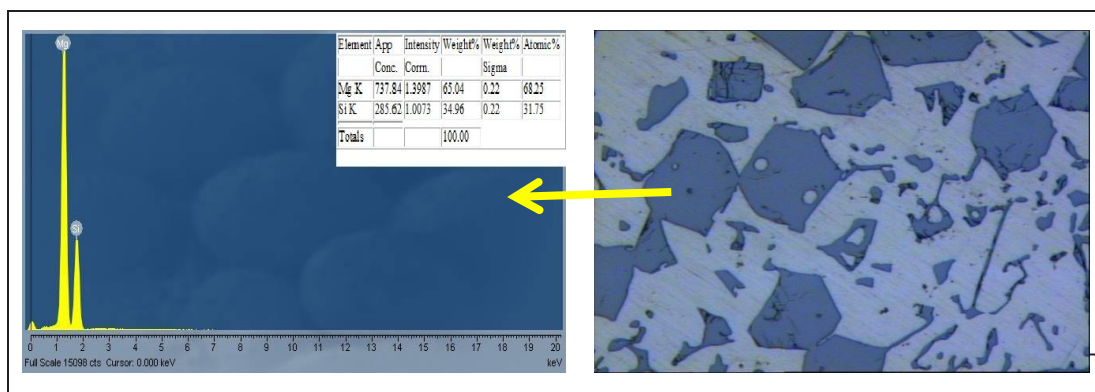 Mg
Si
Element App Intensity Weight% Weight% Atomic%
Conc. Corrn. Sigma
Mg K 737.84 1.3987 65.04 0.22 68.25
Si K 285.62 1.0073 34.96 0.22 31.75
Totals 100.00
0 1 2 3 4 5 6 7 8 9 10 11 12 13 14 15 16 17 18 19 20
Full Scale 15098 cts Cursor: 0.000 keV keV